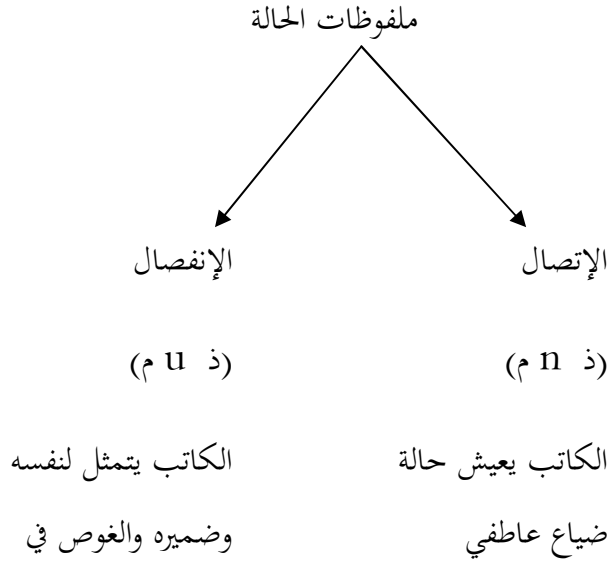 ملفوظات الحالة
الإتصال
الإنفصال
(ذ n م)
(ذ u م)
الكاتب يعيش حالة
ضياع عاطفي
الكاتب يتمثل لنفسه
وضميره والغوص في